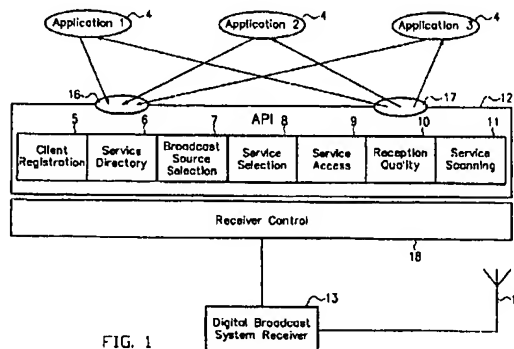 Application 1
4
Application 2
4
Application 3
4
16
17
12
API
5
6
7
8
9
10
11
Client Registration
Service Directory
Broadcast Source Selection
Service Selection
Service Access
Reception Quality
Service Scanning
Receiver Control
18
13
Digital Broadcast System Receiver
1
FIG. 1